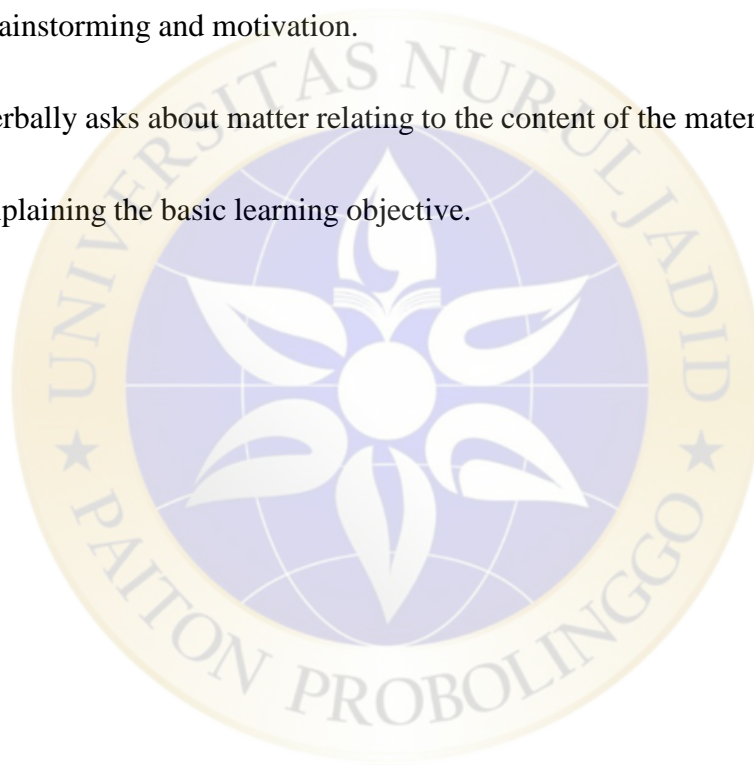 ainstorming and motivation.
erbally asks about matter relating to the content of the mater
plaining the basic learning objective.
UNIVERSITAS NURUL JADID
★ PAITON PROBOLINGGO ★